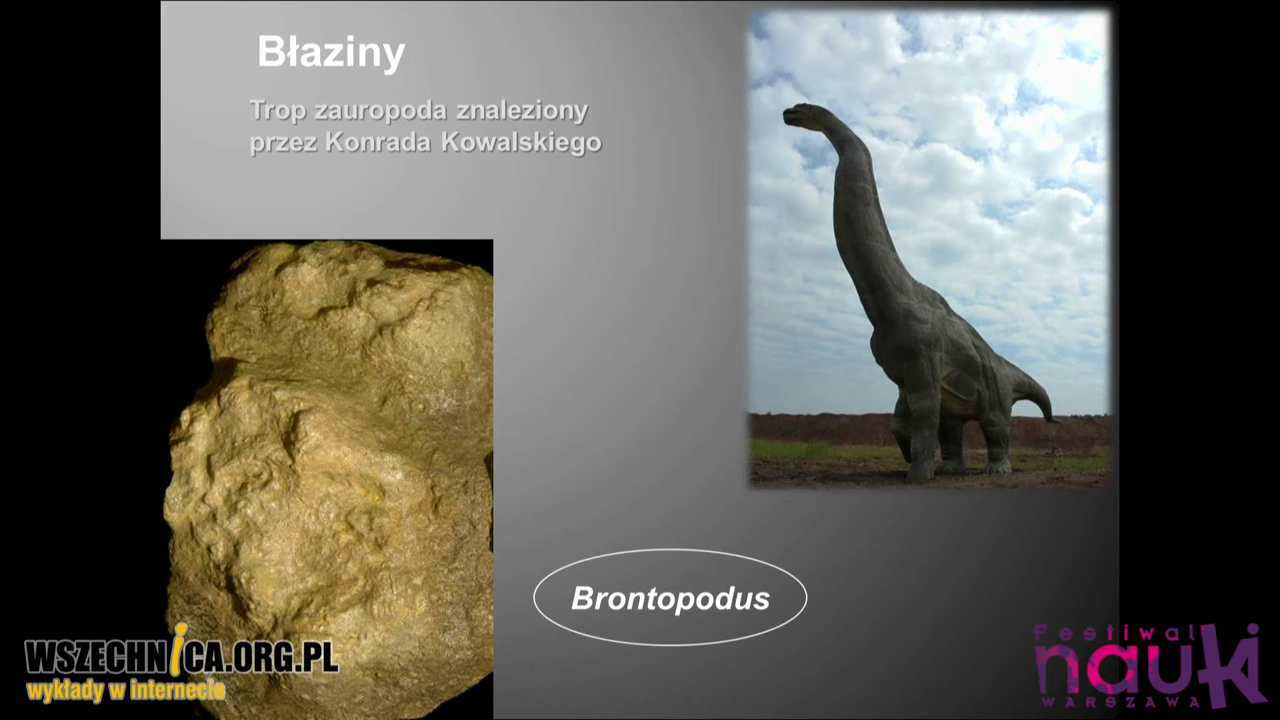 Błaziny
Trop zauropoda znaleziony
przez Konrada Kowalskiego
Brontopodus
WSZECHNICA.ORG.PL
wykłady w internecie
Festiwal
nauki
WARSZAWA